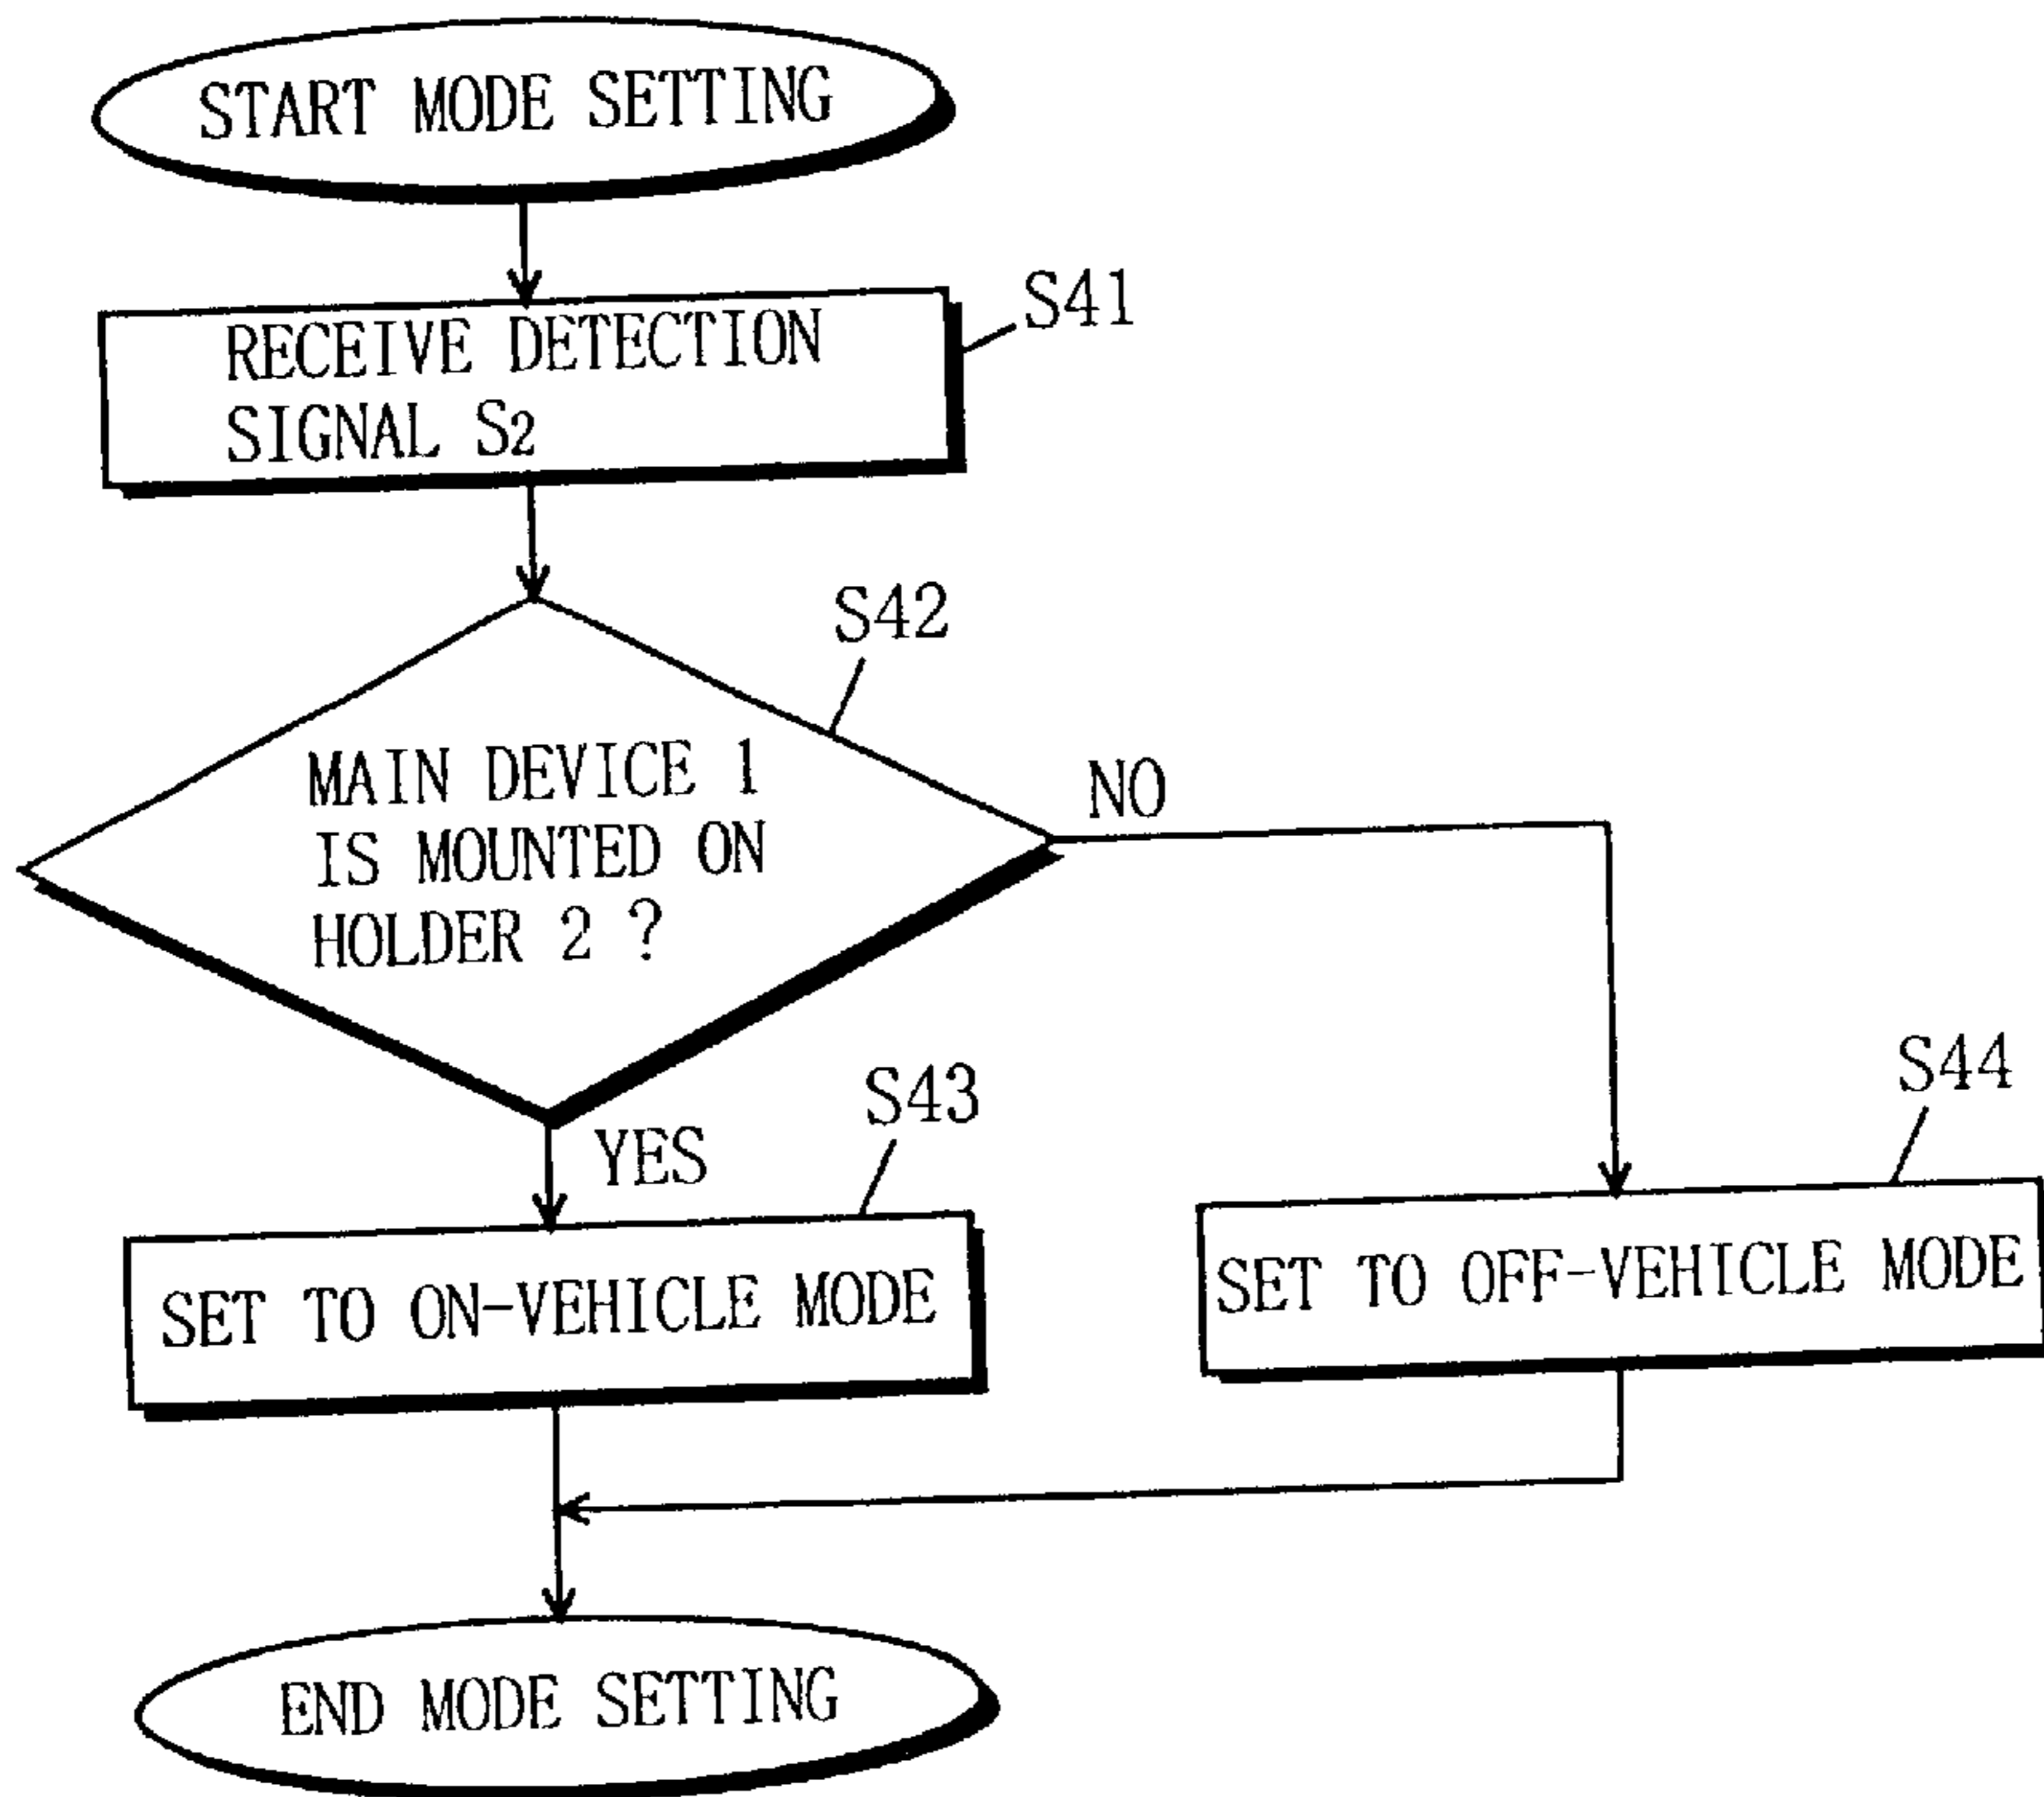 START MODE SETTING
S41
RECEIVE DETECTION
SIGNAL S2
S42
MAIN DEVICE 1
IS MOUNTED ON
HOLDER 2 ?
NO
YES
S43
S44
SET TO ON-VEHICLE MODE
SET TO OFF-VEHICLE MODE
END MODE SETTING